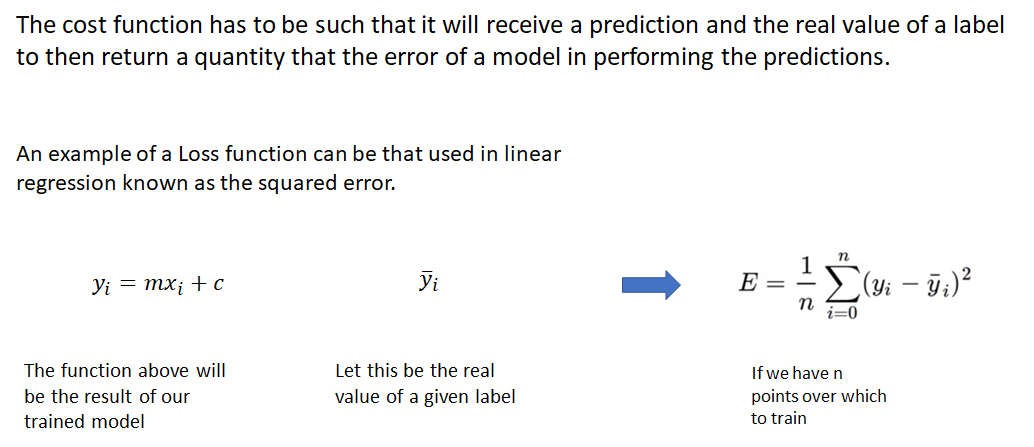 The cost function has to be such that it will receive a prediction and the real value of a label
to then return a quantity that the error of a model in performing the predictions.
An example of a Loss function can be that used in linear
regression known as the squared error.
yᵢ = mxᵢ + c
ȳᵢ
E = 1/n ∑ᵢ₌₀ⁿ (yᵢ − ȳᵢ)²
The function above will
be the result of our
trained model
Let this be the real
value of a given label
If we have n
points over which
to train